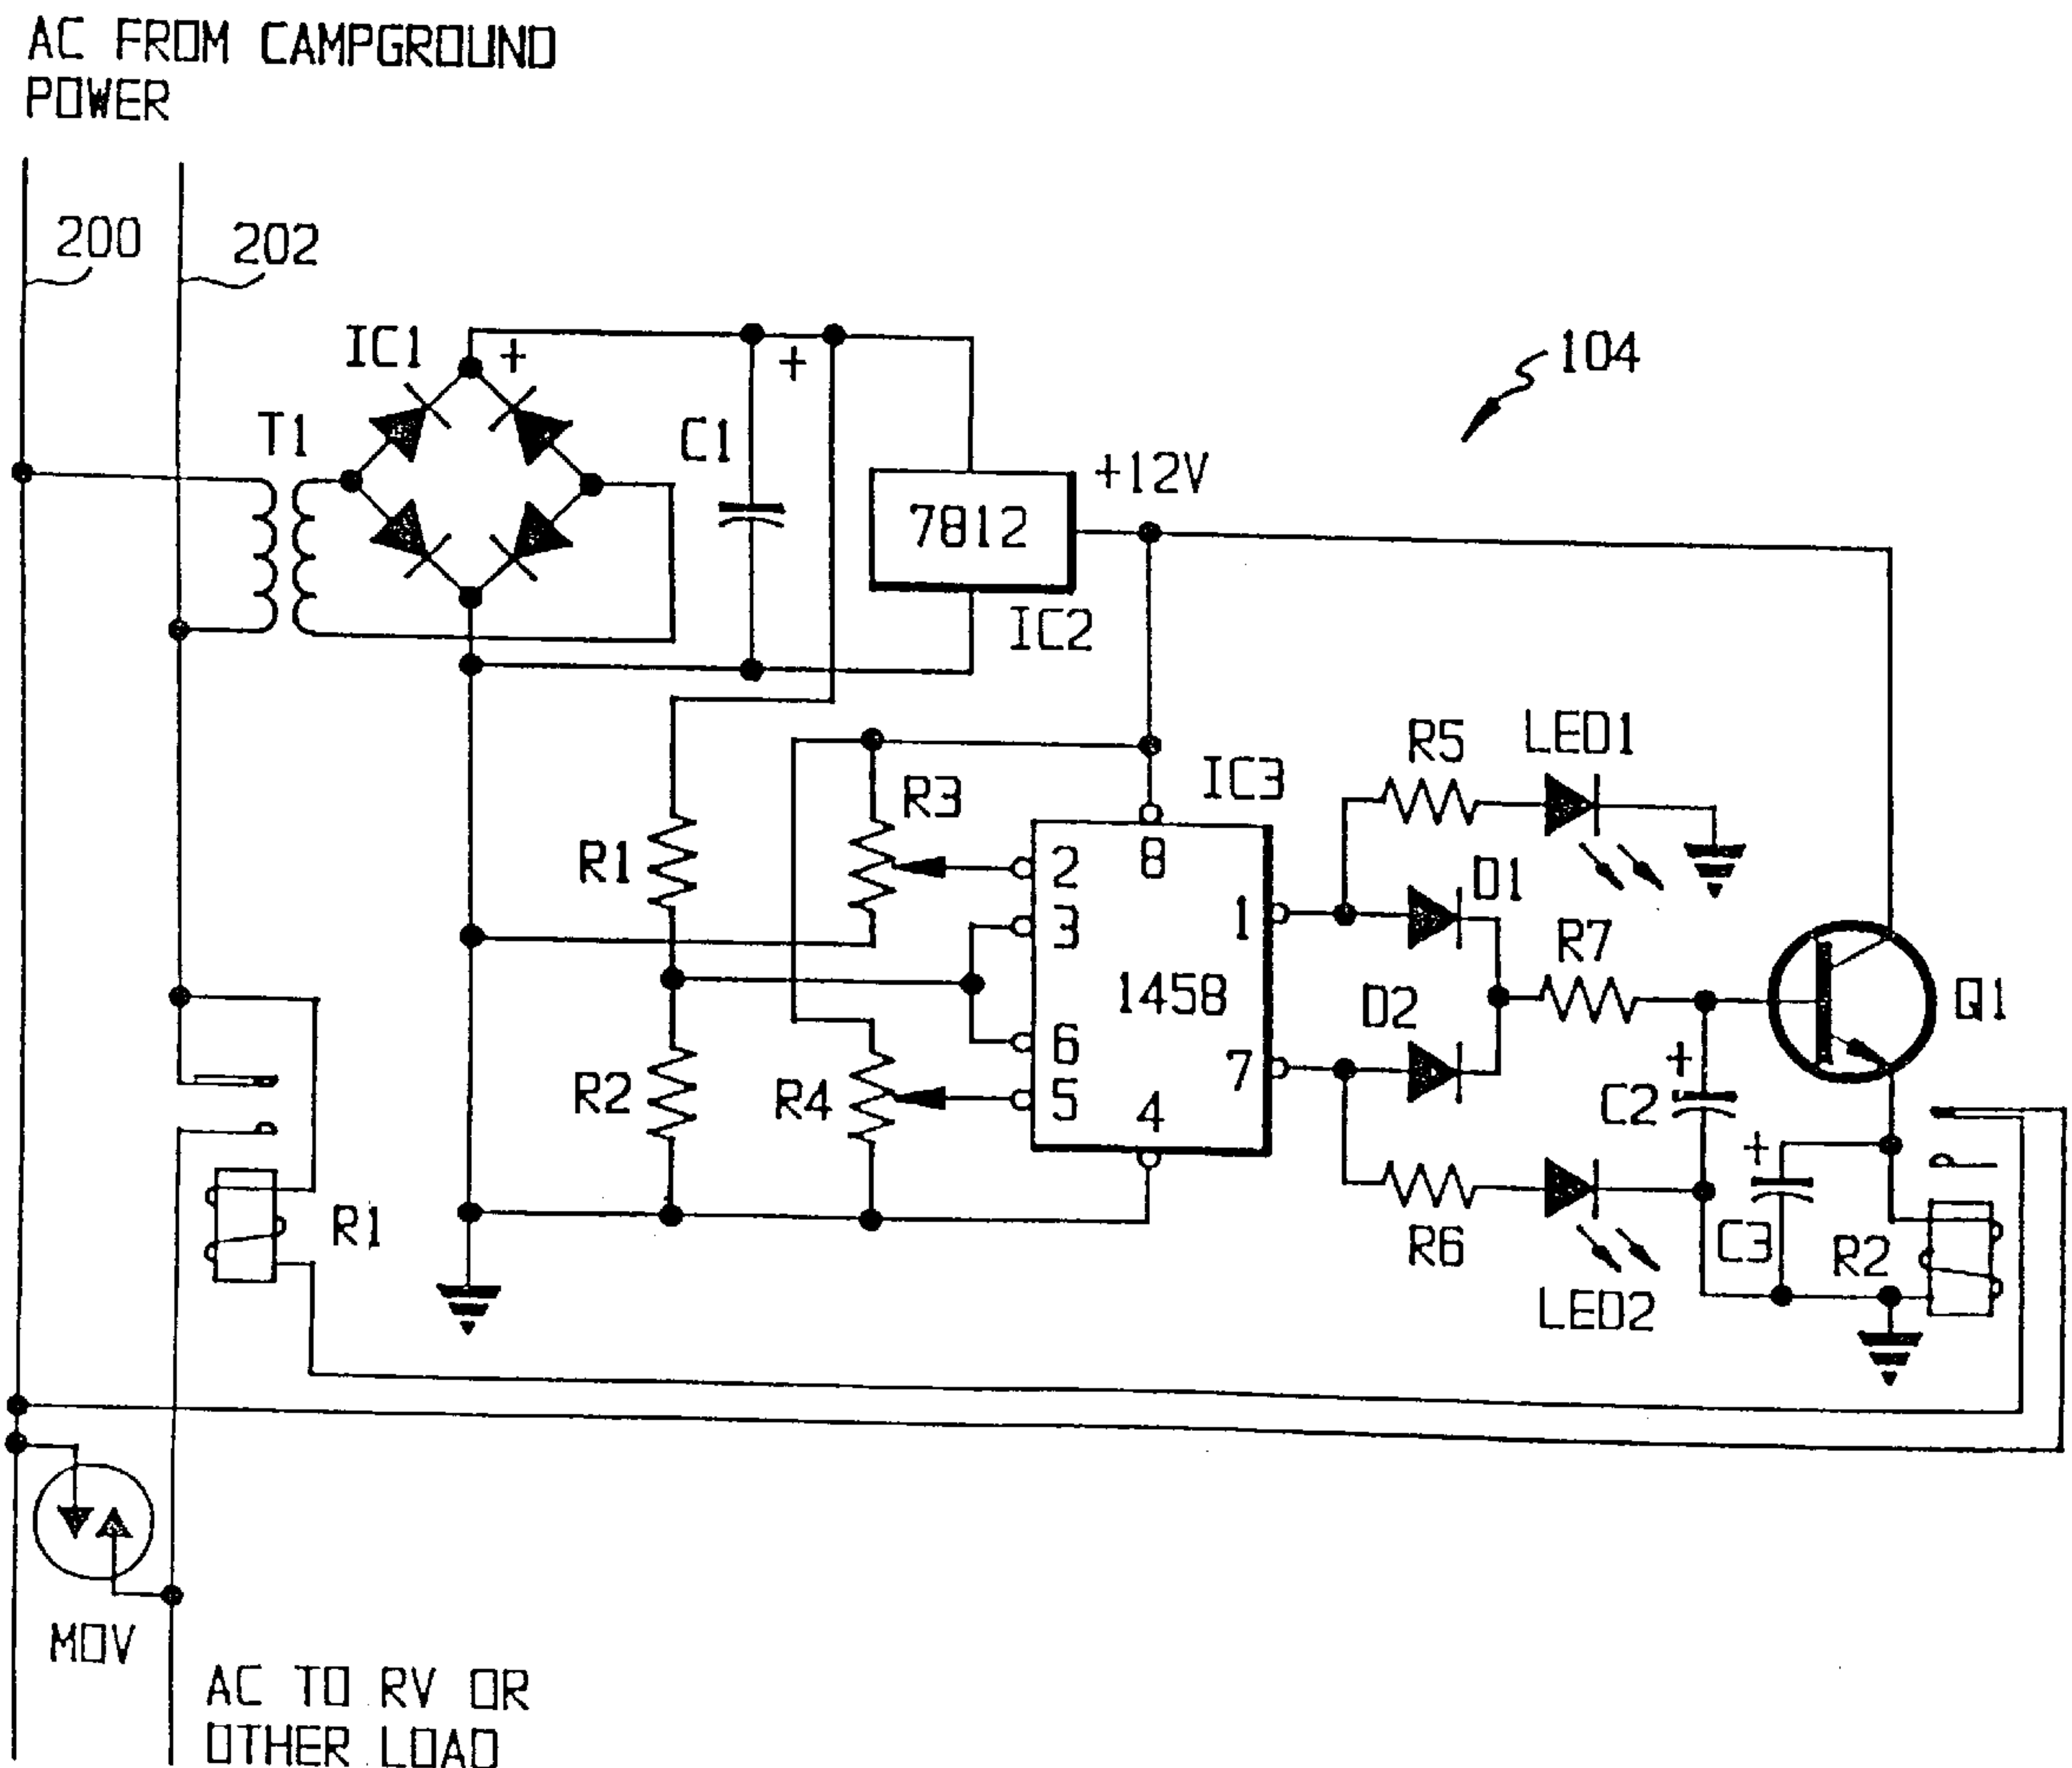 AC FROM CAMPGROUND
POWER
200
202
IC1
+
+
104
T1
C1
+12V
7812
IC2
R5
LED1
R3
IC3
R1
2
8
D1
3
1
R7
1458
D2
Q1
6
7
+
R2
R4
5
4
C2
+
R1
R6
C3
R2
LED2
MOV
AC TO RV OR
OTHER LOAD